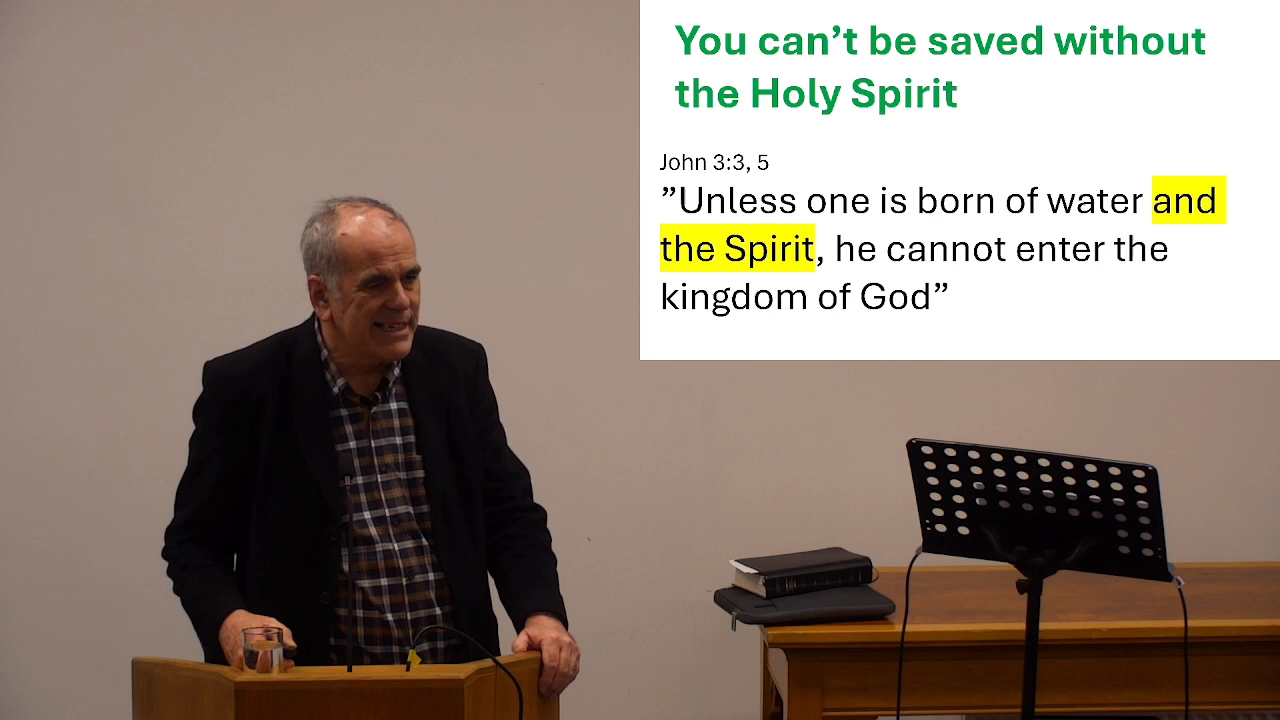 You can’t be saved without
the Holy Spirit
John 3:3, 5
”Unless one is born of water and
the Spirit, he cannot enter the
kingdom of God”